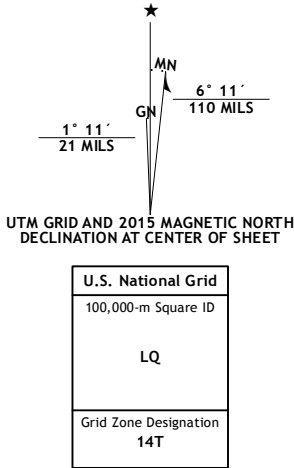 MN
GN
6° 11´
110 MILS
1° 11´
21 MILS
UTM GRID AND 2015 MAGNETIC NORTH
DECLINATION AT CENTER OF SHEET
U.S. National Grid
100,000-m Square ID
LQ
Grid Zone Designation
14T